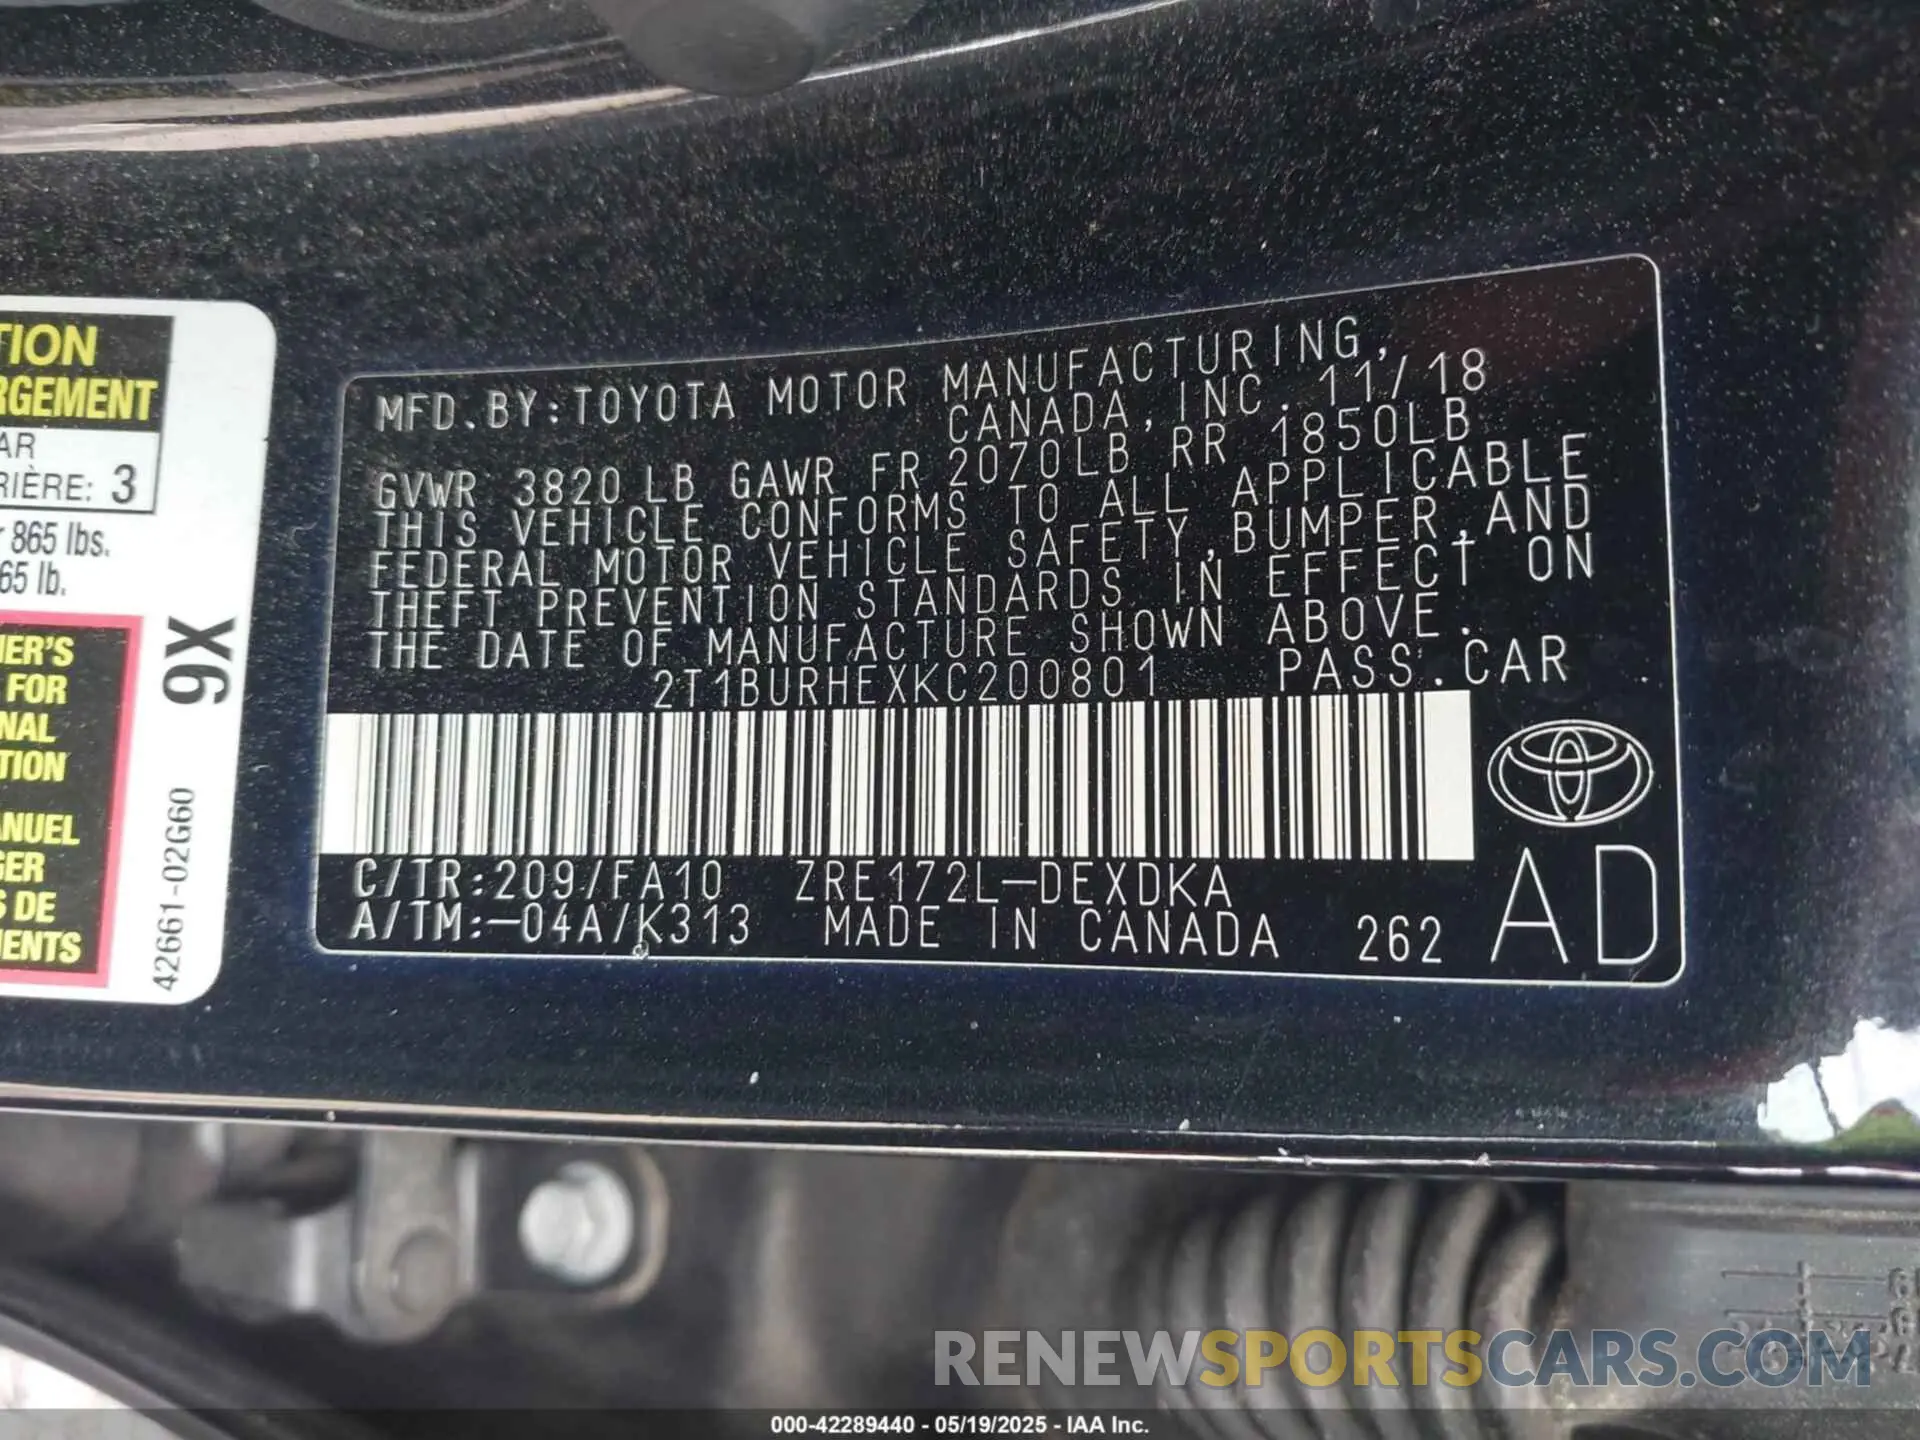 TION
RGEMENT
AR
RIÈRE: 3
r 865 lbs.
65 lb.
9X
NER'S
FOR
NAL
TION
ANUEL
GER
S DE
MENTS
42661-02G60
MFD.BY:TOYOTA MOTOR MANUFACTURING,
CANADA, INC. 11/18
GVWR 3820 LB GAWR FR 2070LB RR 1850LB
THIS VEHICLE CONFORMS TO ALL APPLICABLE
FEDERAL MOTOR VEHICLE SAFETY,BUMPER,AND
THEFT PREVENTION STANDARDS IN EFFECT ON
THE DATE OF MANUFACTURE SHOWN ABOVE.
2T1BURHEXKC200801 PASS.CAR
C/TR:209/FA10 ZRE172L-DEXDKA
A/TM:-04A/K313 MADE IN CANADA 262
AD
RENEWSPORTSCARS.COM
000-42289440 - 05/19/2025 - IAA Inc.